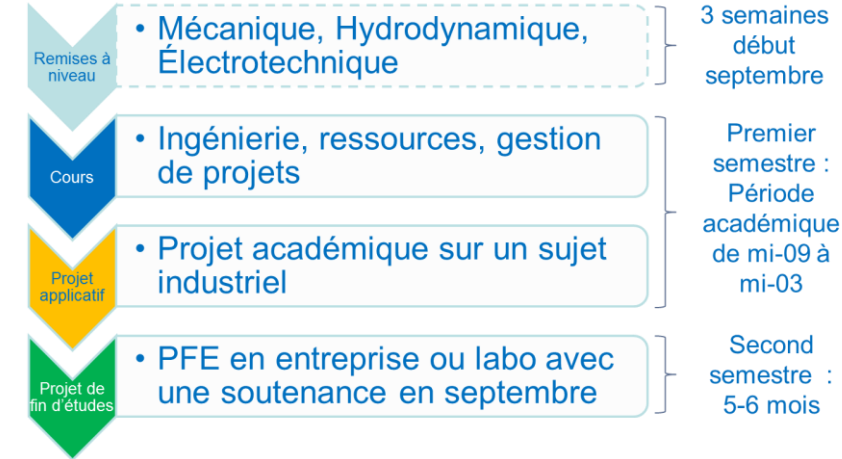 Remises à
niveau
• Mécanique, Hydrodynamique,
Électrotechnique
3 semaines
début
septembre
Cours
• Ingénierie, ressources, gestion
de projets
Projet
applicatif
• Projet académique sur un sujet
industriel
Premier
semestre :
Période
académique
de mi-09 à
mi-03
Projet de
fin d'études
• PFE en entreprise ou labo avec
une soutenance en septembre
Second
semestre :
5-6 mois